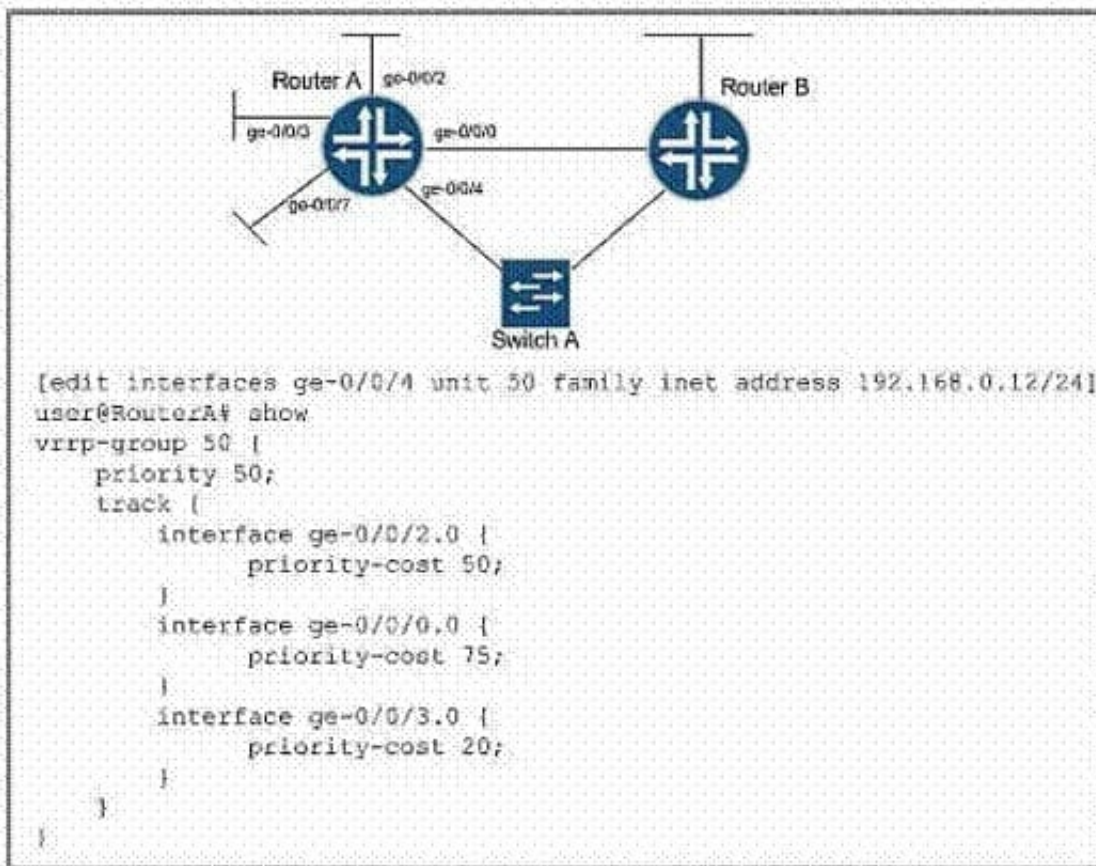 Router A
ge-0/0/2
Router B
ge-0/0/3
ge-0/0/0
ge-0/0/7
ge-0/0/4
Switch A
[edit interfaces ge-0/0/4 unit 50 family inet address 192.168.0.12/24]
user@RouterA# show
vrrp-group 50 {
priority 50;
track {
interface ge-0/0/2.0 {
priority-cost 50;
}
interface ge-0/0/0.0 {
priority-cost 75;
}
interface ge-0/0/3.0 {
priority-cost 20;
}
}
}